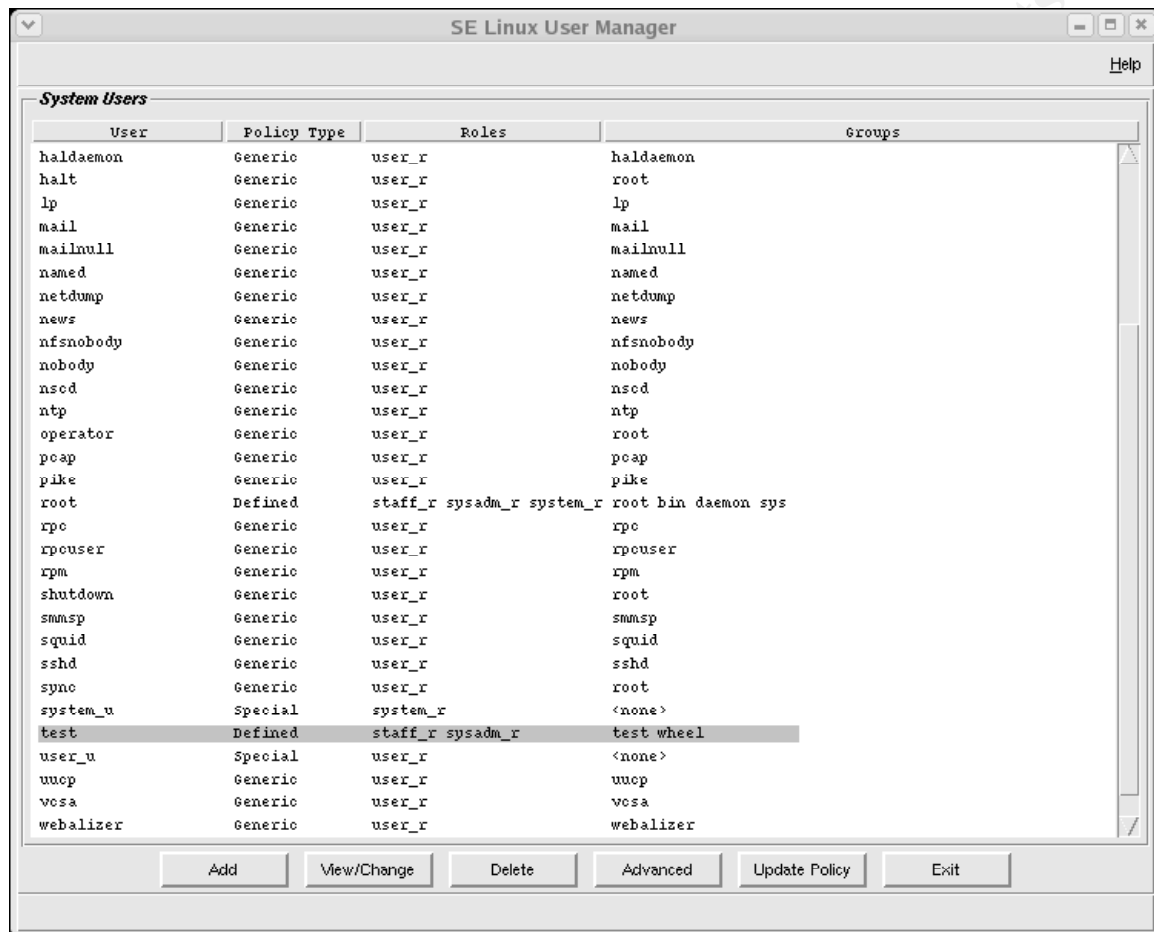 SE Linux User Manager
Help
System Users
User Policy Type Roles Groups
haldaemon Generic user_r haldaemon
halt Generic user_r root
lp Generic user_r lp
mail Generic user_r mail
mailnull Generic user_r mailnull
named Generic user_r named
netdump Generic user_r netdump
news Generic user_r news
nfsnobody Generic user_r nfsnobody
nobody Generic user_r nobody
nscd Generic user_r nscd
ntp Generic user_r ntp
operator Generic user_r root
pcap Generic user_r pcap
pike Generic user_r pike
root Defined staff_r sysadm_r system_r root bin daemon sys
rpc Generic user_r rpc
rpcuser Generic user_r rpcuser
rpm Generic user_r rpm
shutdown Generic user_r root
smmsp Generic user_r smmsp
squid Generic user_r squid
sshd Generic user_r sshd
sync Generic user_r root
system_u Special system_r <none>
test Defined staff_r sysadm_r test wheel
user_u Special user_r <none>
uucp Generic user_r uucp
vcsa Generic user_r vcsa
webalizer Generic user_r webalizer
Add View/Change Delete Advanced Update Policy Exit